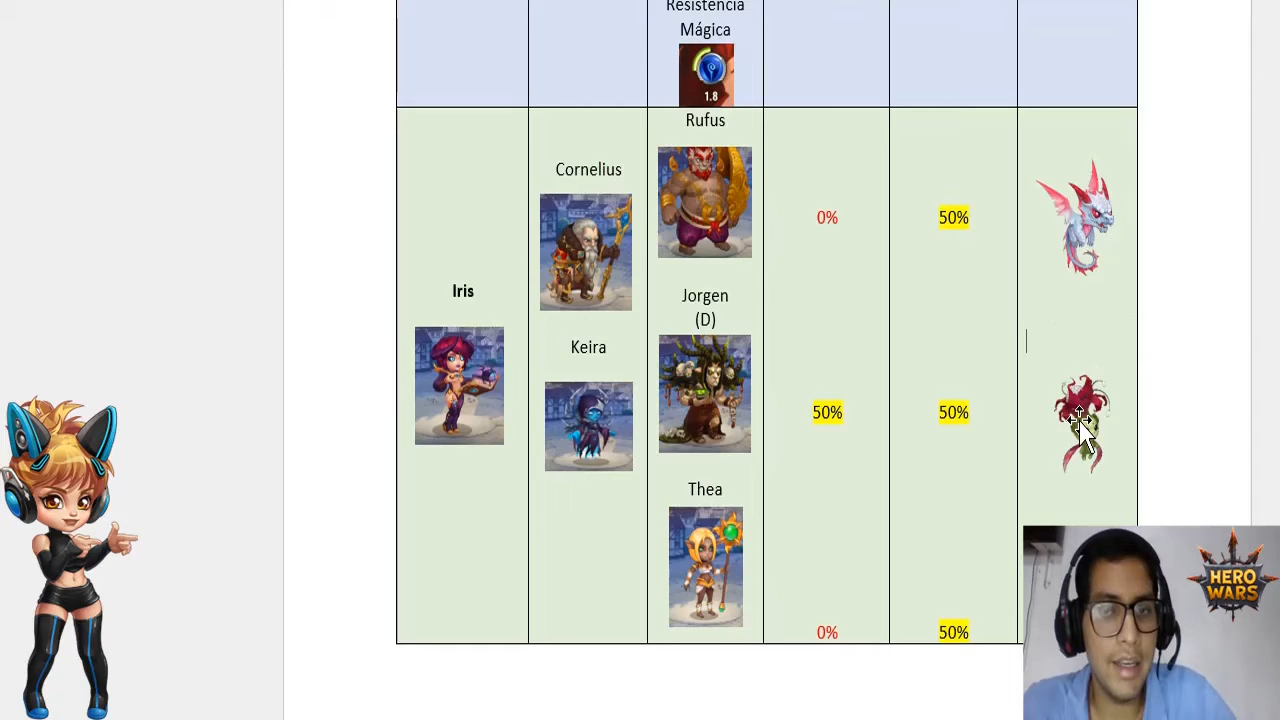 Resistencia
Mágica
1.8
Rufus
Cornelius
0%
50%
Iris
Jorgen
(D)
Keira
50%
50%
Thea
0%
50%
HERO
WARS